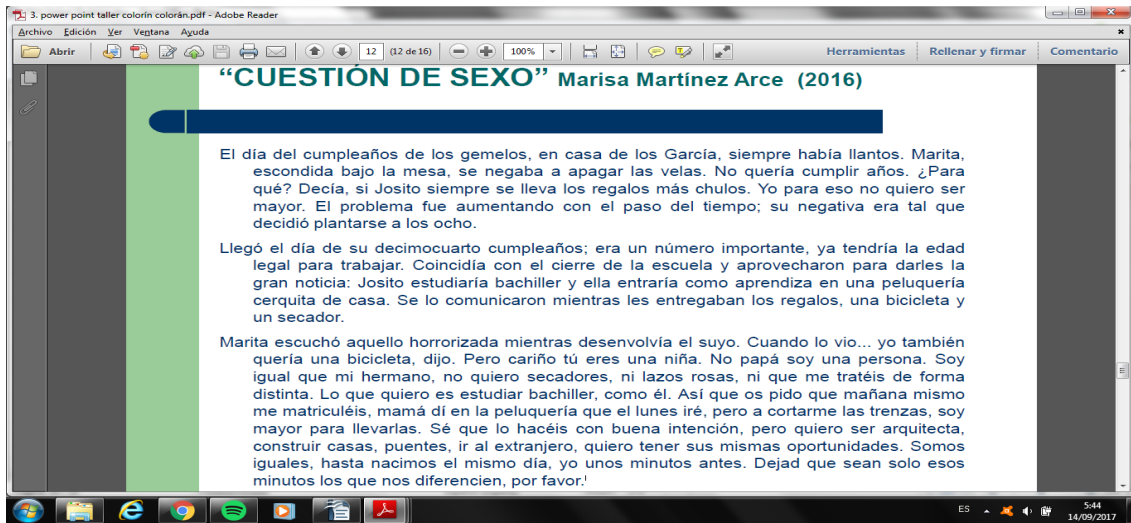 3. power point taller colorín colorán.pdf - Adobe Reader
Archivo Edición Ver Ventana Ayuda
Abrir 12 (12 de 16) 100% Herramientas Rellenar y firmar Comentario
“CUESTIÓN DE SEXO” Marisa Martínez Arce (2016)
El día del cumpleaños de los gemelos, en casa de los García, siempre había llantos. Marita,
escondida bajo la mesa, se negaba a apagar las velas. No quería cumplir años. ¿Para
qué? Decía, si Josito siempre se lleva los regalos más chulos. Yo para eso no quiero ser
mayor. El problema fue aumentando con el paso del tiempo; su negativa era tal que
decidió plantarse a los ocho.
Llegó el día de su decimocuarto cumpleaños; era un número importante, ya tendría la edad
legal para trabajar. Coincidía con el cierre de la escuela y aprovecharon para darles la
gran noticia: Josito estudiaría bachiller y ella entraría como aprendiza en una peluquería
cerquita de casa. Se lo comunicaron mientras les entregaban los regalos, una bicicleta y
un secador.
Marita escuchó aquello horrorizada mientras desenvolvía el suyo. Cuando lo vio... yo también
quería una bicicleta, dijo. Pero cariño tú eres una niña. No papá soy una persona. Soy
igual que mi hermano, no quiero secadores, ni lazos rosas, ni que me tratéis de forma
distinta. Lo que quiero es estudiar bachiller, como él. Así que os pido que mañana mismo
me matriculéis, mamá dí en la peluquería que el lunes iré, pero a cortarme las trenzas, soy
mayor para llevarlas. Sé que lo hacéis con buena intención, pero quiero ser arquitecta,
construir casas, puentes, ir al extranjero, quiero tener sus mismas oportunidades. Somos
iguales, hasta nacimos el mismo día, yo unos minutos antes. Dejad que sean solo esos
minutos los que nos diferencien, por favor.
ES 5:44
14/09/2017